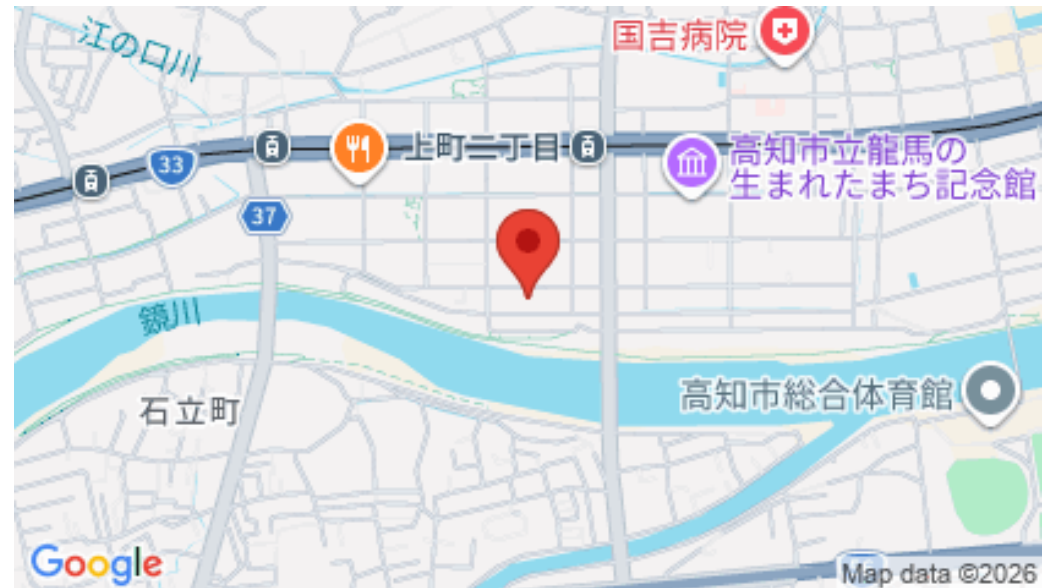 国吉病院
江の口川
上町二丁目
33
高知市立龍馬の
生まれたまち記念館
37
鏡川
高知市総合体育館
石立町
Google
Map data ©2026